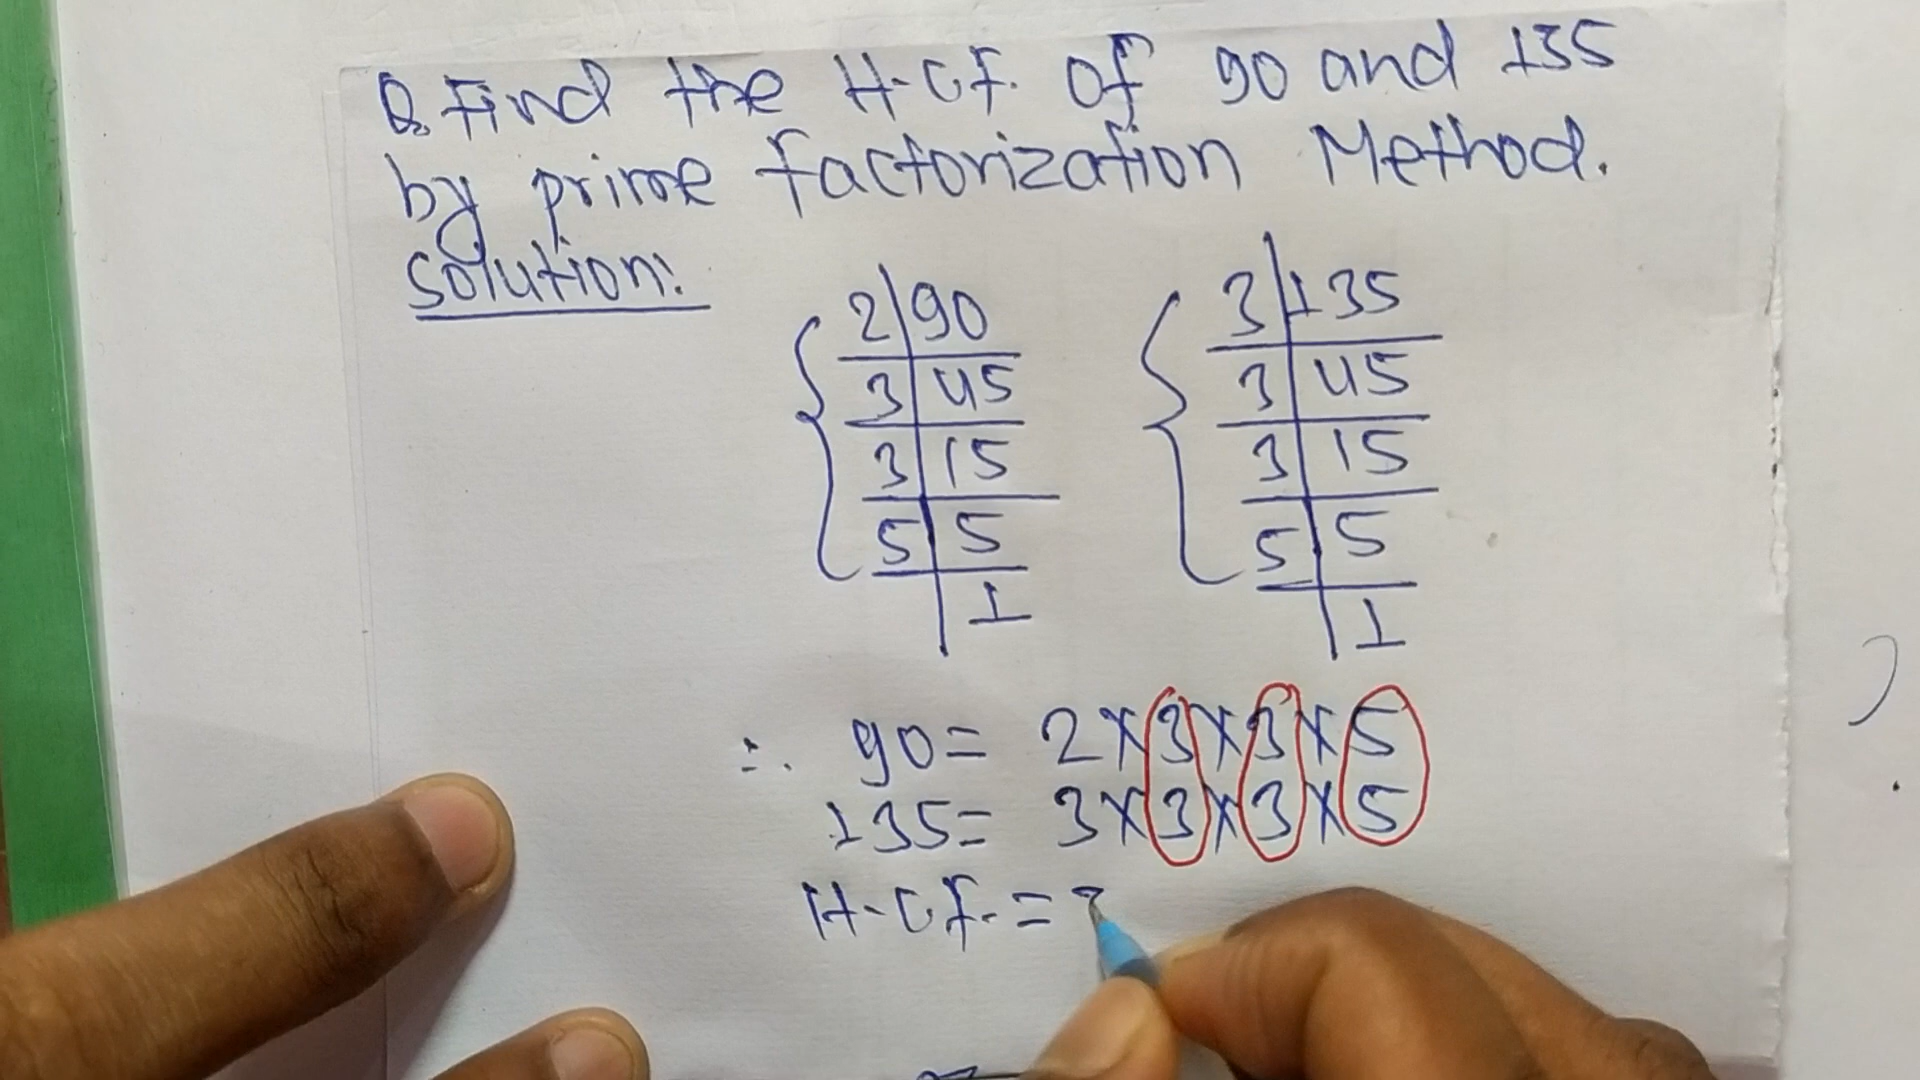 Q. Find the H.C.F. of 90 and 135
by prime factorization Method.
Solution:
2 | 90
3 | 45
3 | 15
5 | 5
1
3 | 135
3 | 45
3 | 15
5 | 5
1
∴ 90 = 2×3×3×5
135 = 3×3×3×5
H.C.F. =